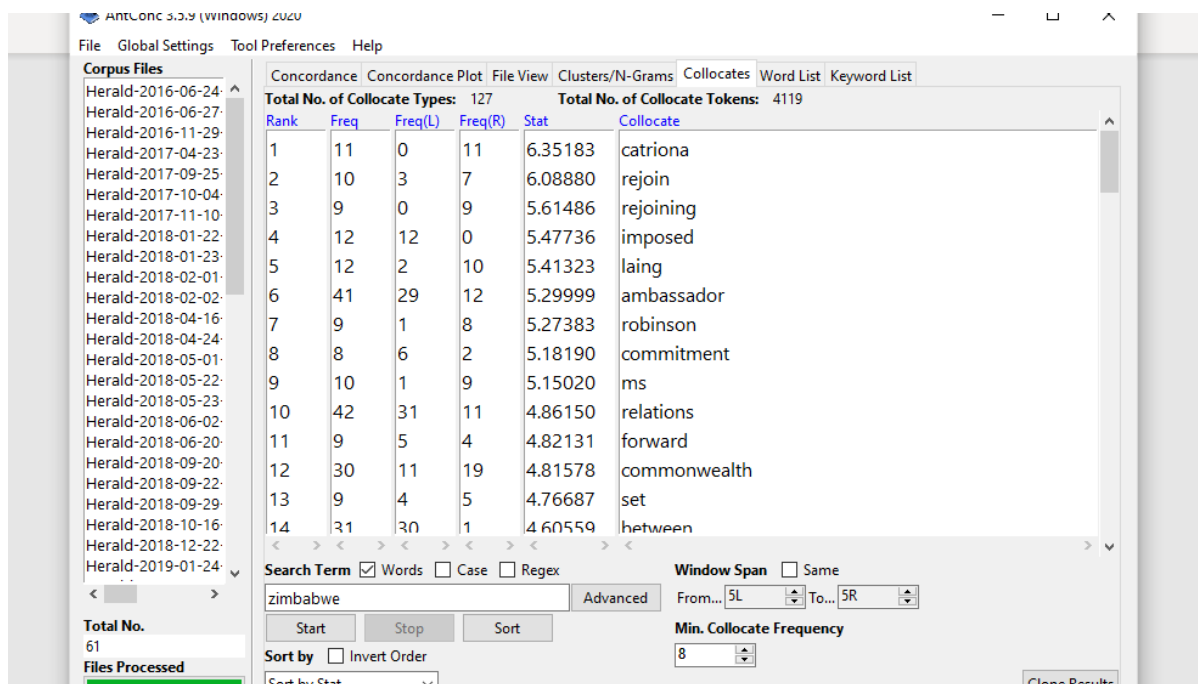 AntConc 3.5.9 (Windows) 2020
File Global Settings Tool Preferences Help
Corpus Files
Herald-2016-06-24-
Herald-2016-06-27-
Herald-2016-11-29-
Herald-2017-04-23-
Herald-2017-09-25-
Herald-2017-10-04-
Herald-2017-11-10-
Herald-2018-01-22-
Herald-2018-01-23-
Herald-2018-02-01-
Herald-2018-02-02-
Herald-2018-04-16-
Herald-2018-04-24-
Herald-2018-05-01-
Herald-2018-05-22-
Herald-2018-05-23-
Herald-2018-06-02-
Herald-2018-06-20-
Herald-2018-09-20-
Herald-2018-09-22-
Herald-2018-09-29-
Herald-2018-10-16-
Herald-2018-12-22-
Herald-2019-01-24-
Total No.
61
Files Processed
Concordance Concordance Plot File View Clusters/N-Grams Collocates Word List Keyword List
Total No. of Collocate Types: 127 Total No. of Collocate Tokens: 4119
Rank Freq Freq(L) Freq(R) Stat Collocate
1 11 0 11 6.35183 catriona
2 10 3 7 6.08880 rejoin
3 9 0 9 5.61486 rejoining
4 12 12 0 5.47736 imposed
5 12 2 10 5.41323 laing
6 41 29 12 5.29999 ambassador
7 9 1 8 5.27383 robinson
8 8 6 2 5.18190 commitment
9 10 1 9 5.15020 ms
10 42 31 11 4.86150 relations
11 9 5 4 4.82131 forward
12 30 11 19 4.81578 commonwealth
13 9 4 5 4.76687 set
14 31 30 1 4.60559 between
Search Term Words Case Regex Window Span Same
zimbabwe Advanced From... 5L To... 5R
Start Stop Sort Min. Collocate Frequency
Sort by Invert Order 8
Sort by Stat Clone Results